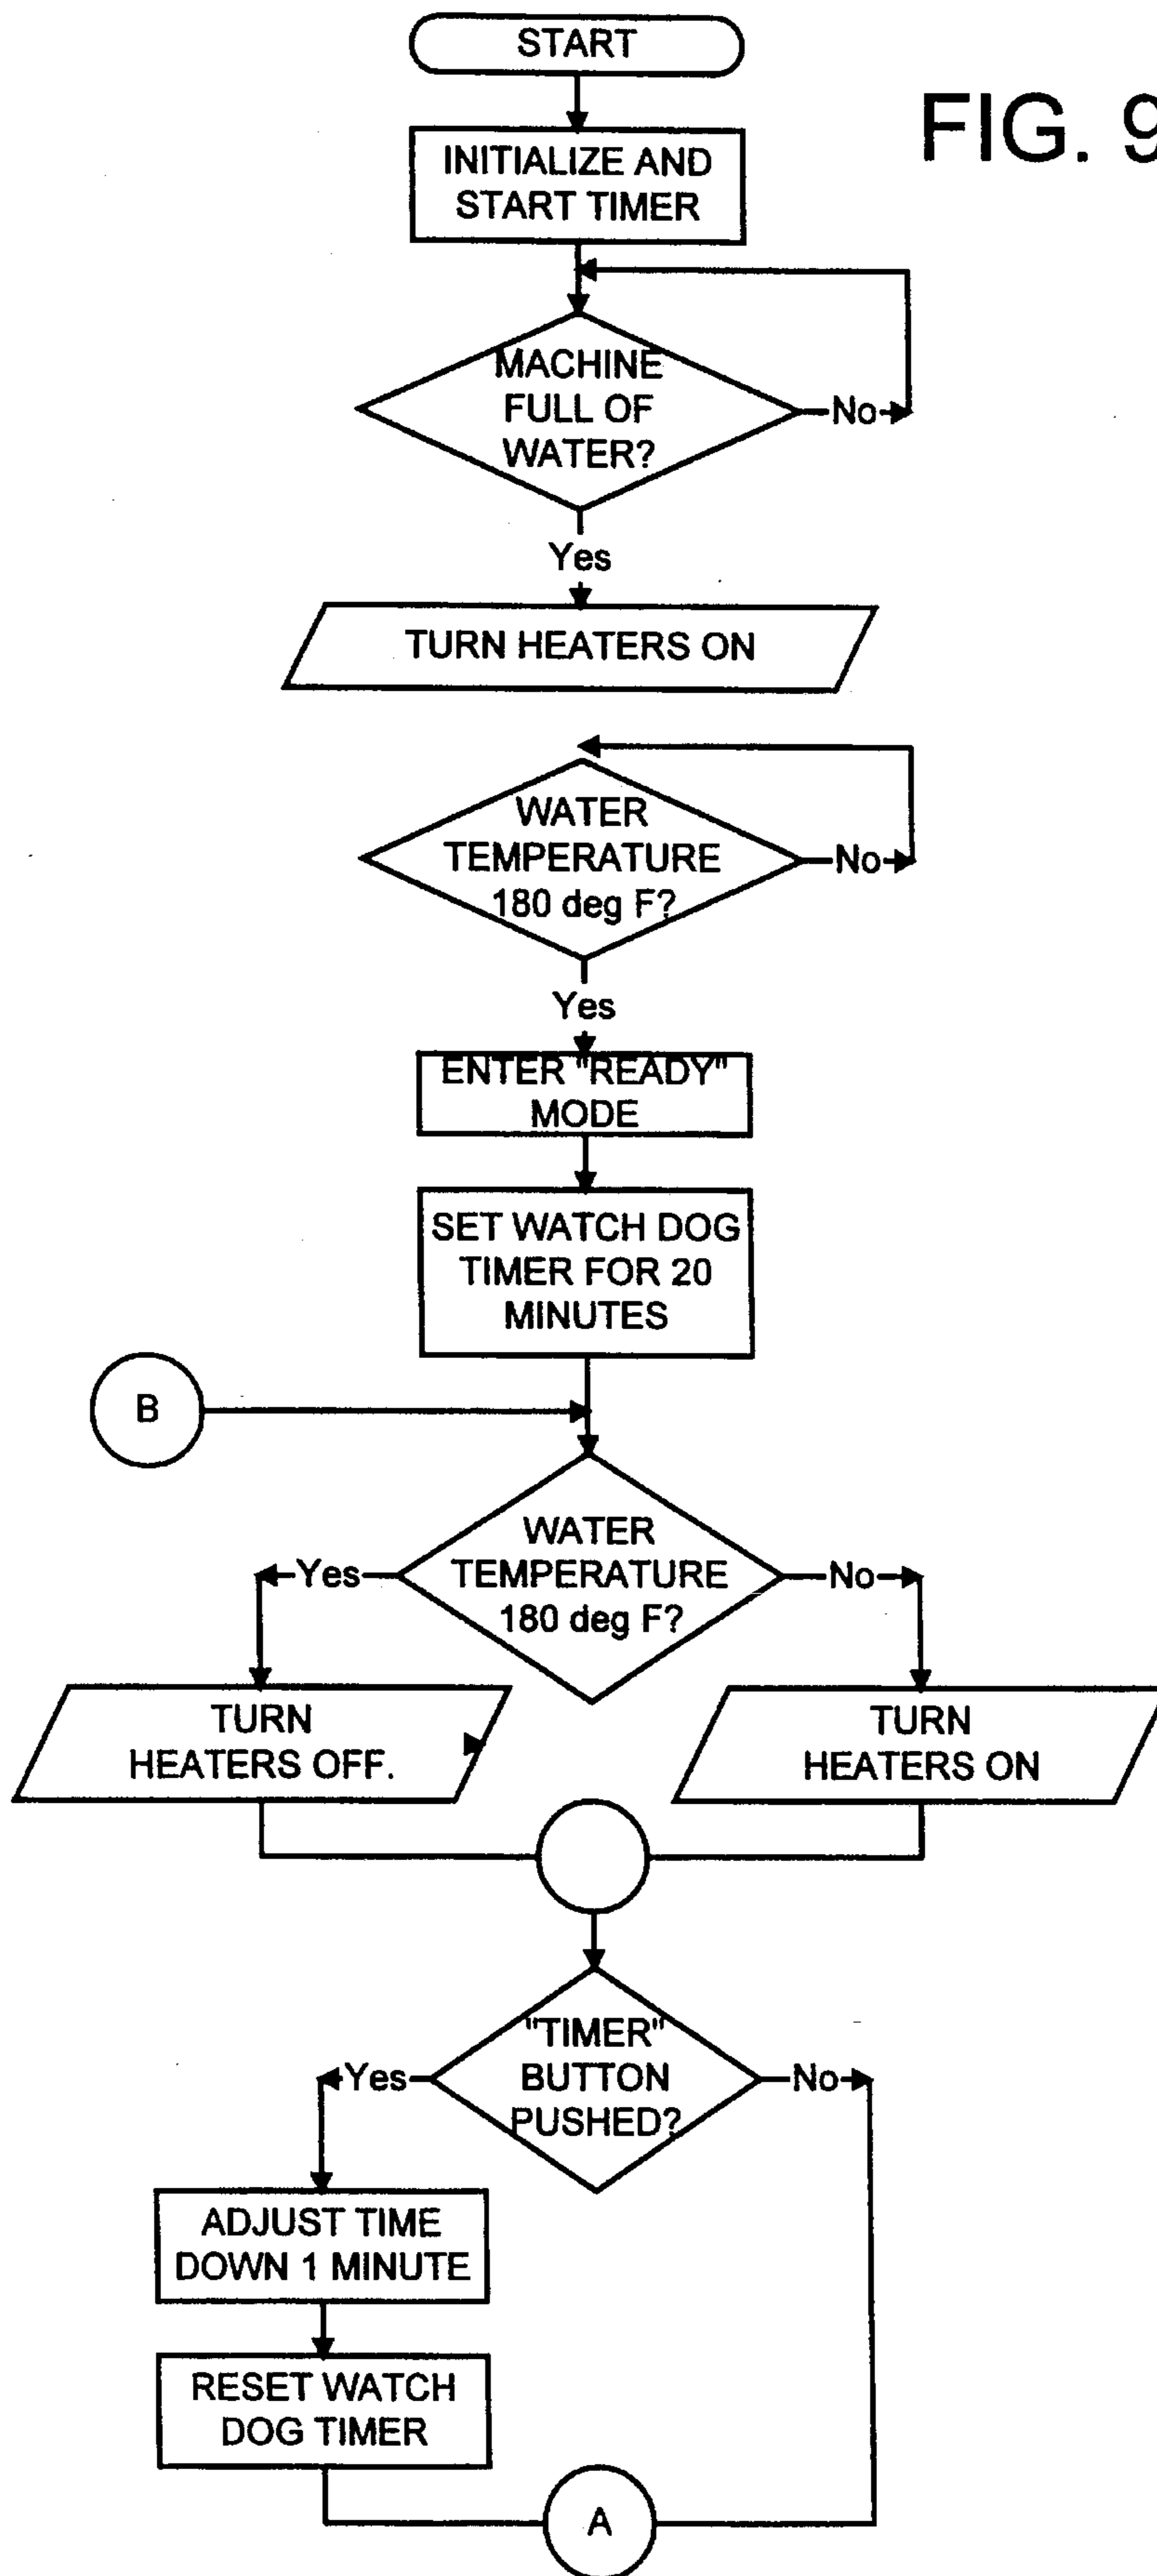 START
FIG. 9
INITIALIZE AND
START TIMER
MACHINE
FULL OF
WATER?
No
Yes
TURN HEATERS ON
WATER
TEMPERATURE
180 deg F?
No
Yes
ENTER "READY"
MODE
SET WATCH DOG
TIMER FOR 20
MINUTES
B
WATER
TEMPERATURE
180 deg F?
Yes
No
TURN
HEATERS OFF.
TURN
HEATERS ON
"TIMER"
BUTTON
PUSHED?
Yes
No
ADJUST TIME
DOWN 1 MINUTE
RESET WATCH
DOG TIMER
A